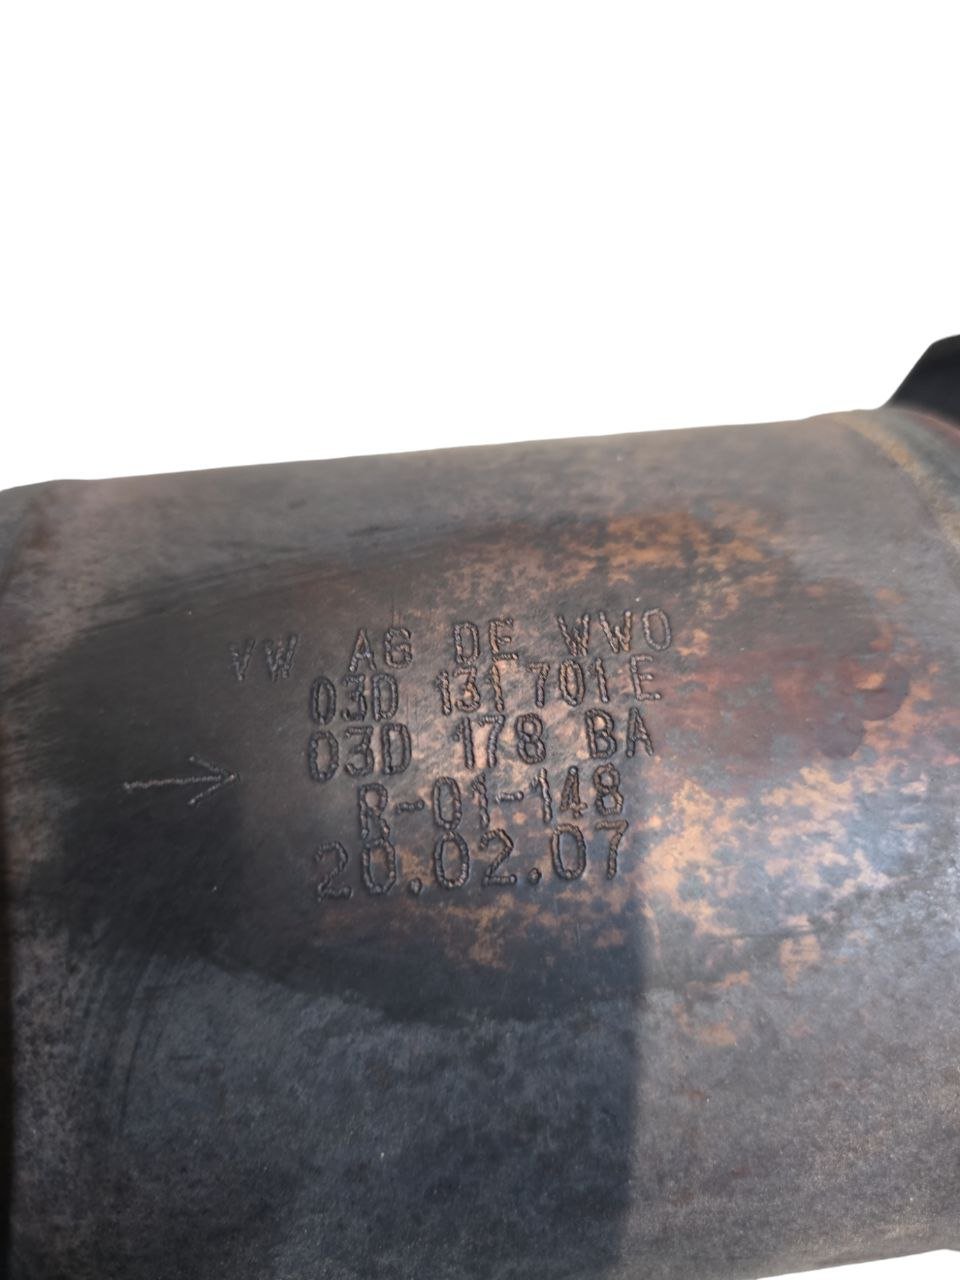 VW AG DE WWO
03D 131 701 E
03D 178 BA
R-01-148
20.02.07